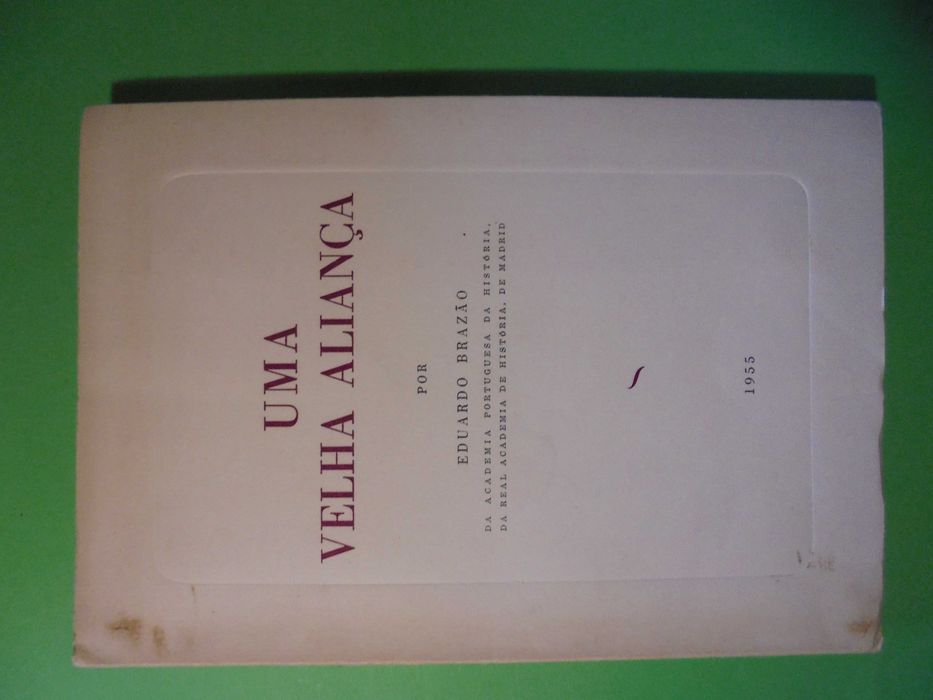 UMA
VELHA ALIANÇA
POR
EDUARDO BRAZÃO
DA ACADEMIA PORTUGUESA DA HISTÓRIA,
DA REAL ACADEMIA DE HISTÓRIA, DE MADRID
1955